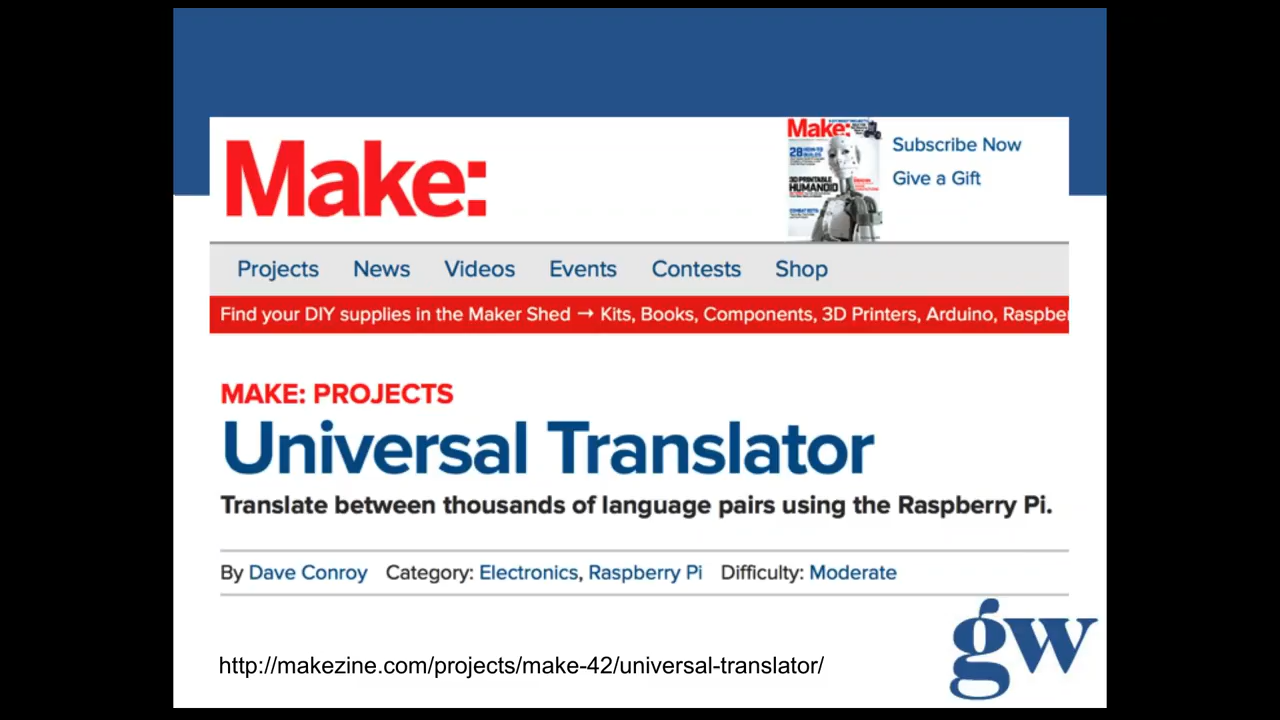 Make:
Make:
28 HOW-TO
3D PRINTABLE
HUMANOID
Subscribe Now
Give a Gift
Projects News Videos Events Contests Shop
Find your DIY supplies in the Maker Shed → Kits, Books, Components, 3D Printers, Arduino, Raspber
MAKE: PROJECTS
Universal Translator
Translate between thousands of language pairs using the Raspberry Pi.
By Dave Conroy Category: Electronics, Raspberry Pi Difficulty: Moderate
http://makezine.com/projects/make-42/universal-translator/
gw